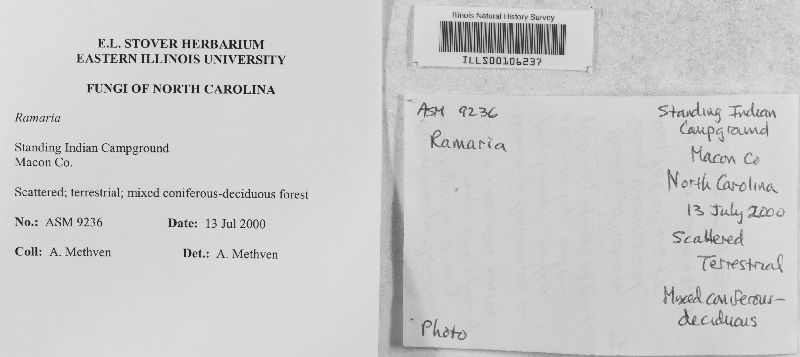 E.L. STOVER HERBARIUM
EASTERN ILLINOIS UNIVERSITY
FUNGI OF NORTH CAROLINA
Ramaria
Standing Indian Campground
Macon Co.
Scattered; terrestrial; mixed coniferous-deciduous forest
No.: ASM 9236 Date: 13 Jul 2000
Coll: A. Methven Det.: A. Methven
Illinois Natural History Survey
ILLS00106237
ASM 9236
Ramaria
Standing Indian
Campground
Macon Co
North Carolina
13 July 2000
Scattered
Terrestrial
Mixed coniferous-
deciduous
Photo